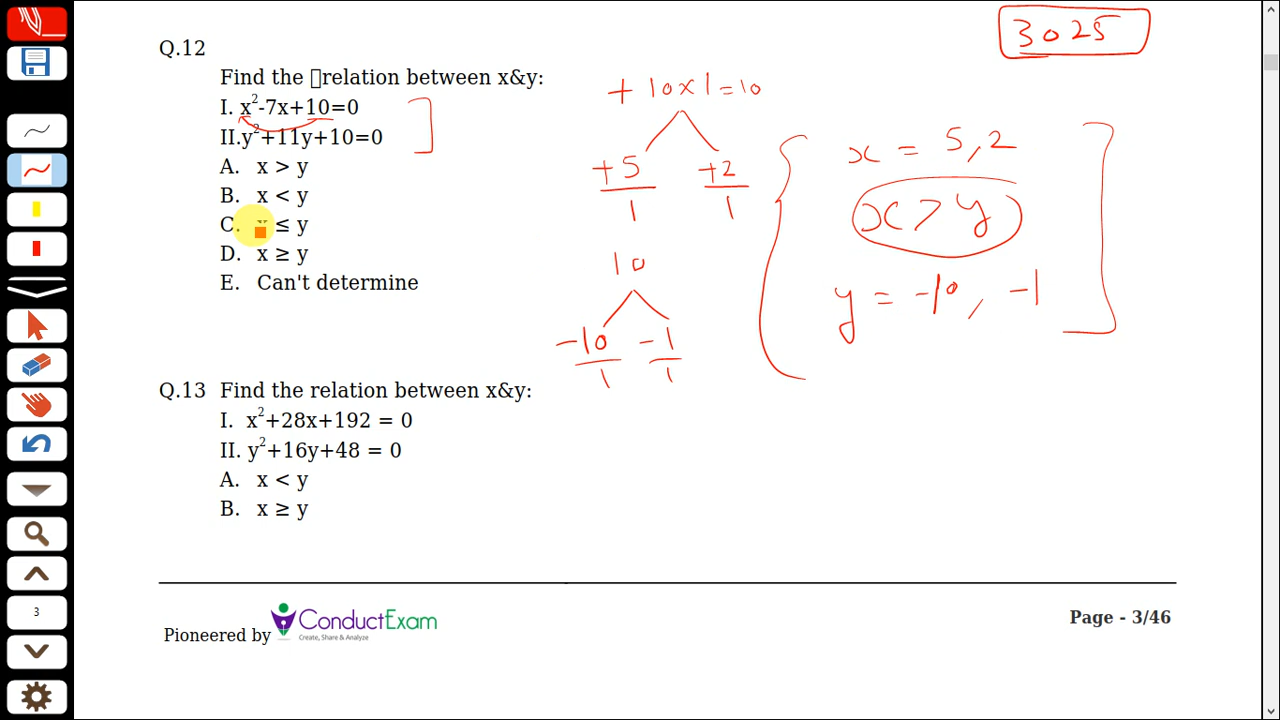 3025
Q.12
Find the ▯relation between x&y:
I. x²-7x+10=0
II.y²+11y+10=0
A. x > y
B. x < y
C. x ≤ y
D. x ≥ y
E. Can't determine
+ 10x1=10
+5 +2
1 1
10
-10 -1
1 1
x = 5,2
x > y
y = -10, -1
Q.13 Find the relation between x&y:
I. x²+28x+192 = 0
II. y²+16y+48 = 0
A. x < y
B. x ≥ y
3
Pioneered by ConductExam
Create, Share & Analyze
Page - 3/46